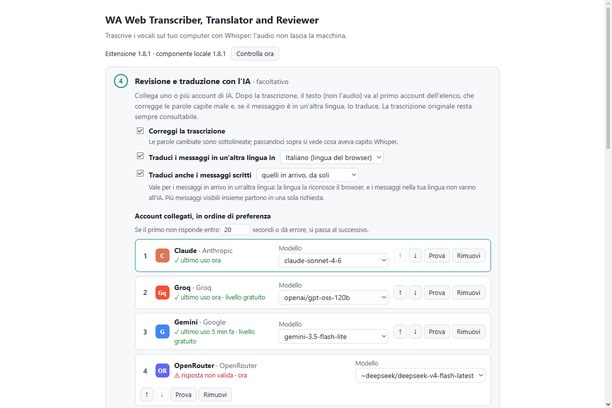 WA Web Transcriber, Translator and Reviewer
Trascrive i vocali sul tuo computer con Whisper: l'audio non lascia la macchina.
Estensione 1.8.1 · componente locale 1.8.1 Controlla ora
4 Revisione e traduzione con l'IA · facoltativo
Collega uno o più account di IA. Dopo la trascrizione, il testo (non l'audio) va al primo account dell'elenco, che
corregge le parole capite male e, se il messaggio è in un'altra lingua, lo traduce. La trascrizione originale resta
sempre consultabile.
Correggi la trascrizione
Le parole cambiate sono sottolineate; passandoci sopra si vede cosa aveva capito Whisper.
Traduci i messaggi in un'altra lingua in Italiano (lingua del browser)
Traduci anche i messaggi scritti quelli in arrivo, da soli
Vale per i messaggi in arrivo in un'altra lingua: la lingua la riconosce il browser, e i messaggi nella tua lingua non vanno
all'IA. Più messaggi visibili insieme partono in una sola richiesta.
Account collegati, in ordine di preferenza
Se il primo non risponde entro 20 secondi o dà errore, si passa al successivo.
1 C Claude · Anthropic
✓ ultimo uso ora
Modello
claude-sonnet-4-6
↑ ↓ Prova Rimuovi
2 Gq Groq · Groq
✓ ultimo uso ora · livello gratuito
Modello
openai/gpt-oss-120b
↑ ↓ Prova Rimuovi
3 G Gemini · Google
✓ ultimo uso 5 min fa · livello
gratuito
Modello
gemini-3.5-flash-lite
↑ ↓ Prova Rimuovi
4 OR OpenRouter · OpenRouter
⚠ risposta non valida · ora
Modello
~deepseek/deepseek-v4-flash-latest
↑ ↓ Prova Rimuovi